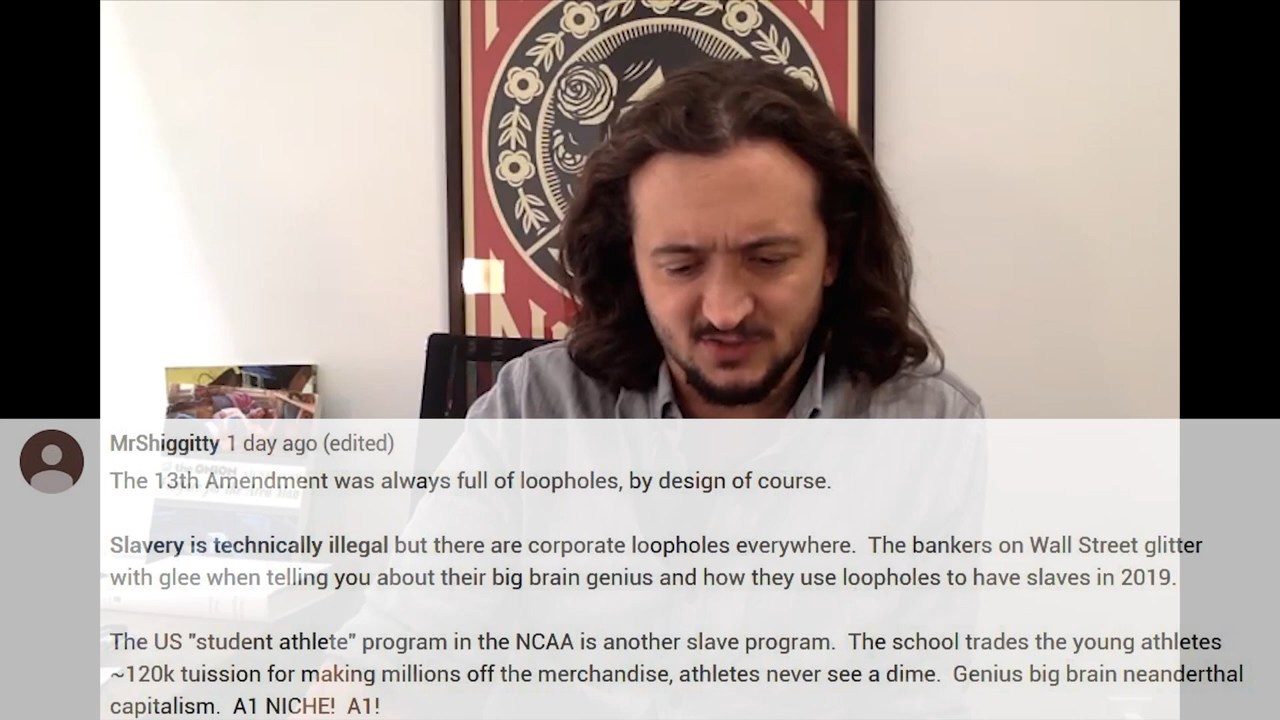 MrShiggitty 1 day ago (edited)
The 13th Amendment was always full of loopholes, by design of course.
Slavery is technically illegal but there are corporate loopholes everywhere. The bankers on Wall Street glitter
with glee when telling you about their big brain genius and how they use loopholes to have slaves in 2019.
The US "student athlete" program in the NCAA is another slave program. The school trades the young athletes
~120k tuission for making millions off the merchandise, athletes never see a dime. Genius big brain neanderthal
capitalism. A1 NICHE! A1!